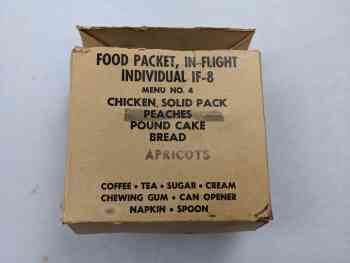 FOOD PACKET, IN-FLIGHT
INDIVIDUAL IF-8
MENU NO. 4
CHICKEN, SOLID PACK
PEACHES
POUND CAKE
BREAD
APRICOTS
COFFEE • TEA • SUGAR • CREAM
CHEWING GUM • CAN OPENER
NAPKIN • SPOON